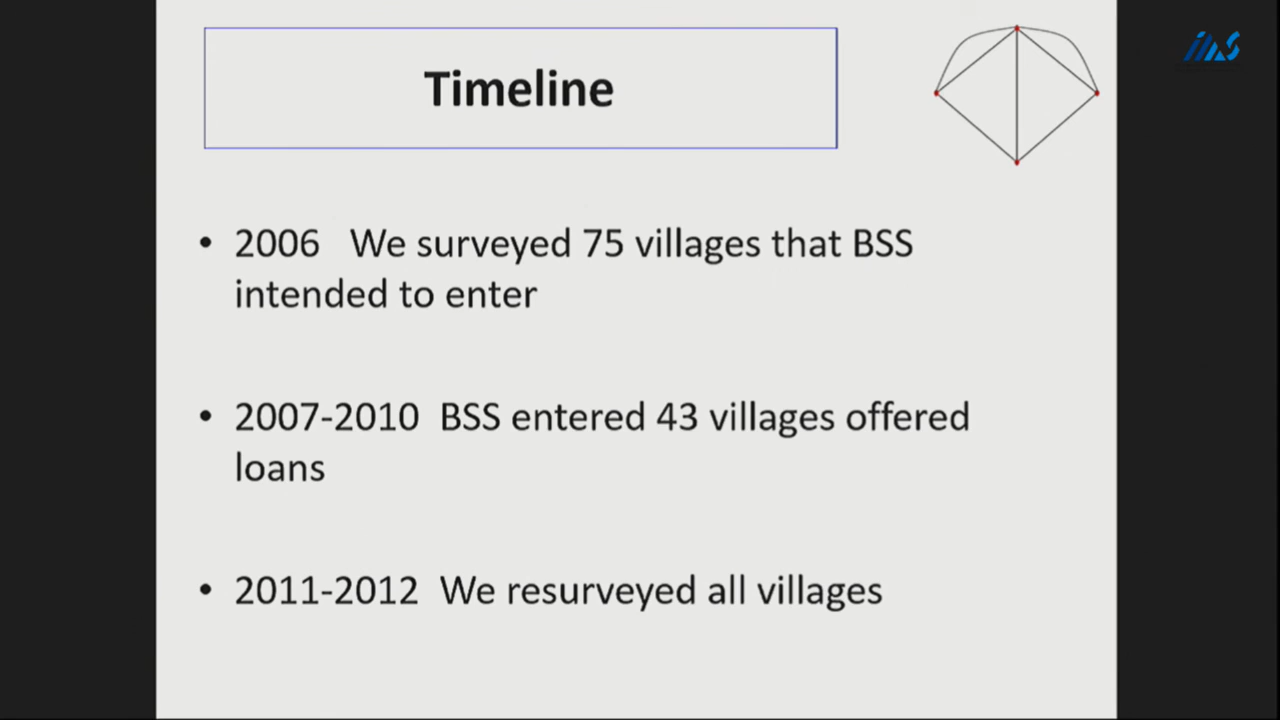 Timeline
• 2006 We surveyed 75 villages that BSS
intended to enter
• 2007-2010 BSS entered 43 villages offered
loans
• 2011-2012 We resurveyed all villages